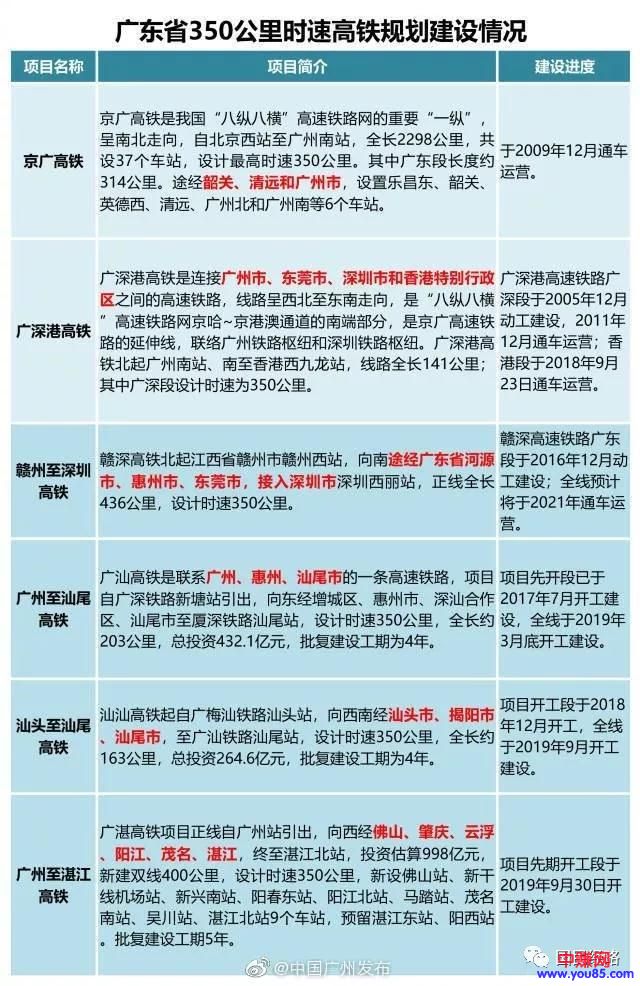 广东省350公里时速高铁规划建设情况
项目名称
项目简介
建设进度
京广高铁
京广高铁是我国“八纵八横”高速铁路网的重要“一纵”，
呈南北走向，自北京西站至广州南站，全长2298公里，共
设37个车站，设计最高时速350公里。其中广东段长度约
314公里。途经韶关、清远和广州市，设置乐昌东、韶关、
英德西、清远、广州北和广州南等6个车站。
于2009年12月通车
运营。
广深港高铁
广深港高铁是连接广州市、东莞市、深圳市和香港特别行政
区之间的高速铁路，线路呈西北至东南走向，是“八纵八横
”高速铁路网京哈~京港澳通道的南端部分，是京广高速铁
路的延伸线，联络广州铁路枢纽和深圳铁路枢纽。广深港高
铁北起广州南站、南至香港西九龙站，线路全长141公里；
其中广深段设计时速为350公里。
广深港高速铁路广
深段于2005年12月
动工建设，2011年
12月通车运营；香
港段于2018年9月
23日通车运营。
赣州至深圳
高铁
赣深高铁北起江西省赣州市赣州西站，向南途经广东省河源
市、惠州市、东莞市，接入深圳市深圳西丽站，正线全长
436公里，设计时速350公里。
赣深高速铁路广东
段于2016年12月动
工建设；全线预计
将于2021年通车运
营。
广州至汕尾
高铁
广汕高铁是联系广州、惠州、汕尾市的一条高速铁路，项目
自广深铁路新塘站引出，向东经增城区、惠州市、深汕合作
区、汕尾市至厦深铁路汕尾站，设计时速350公里，全长约
203公里，总投资432.1亿元，批复建设工期为4年。
项目先开段已于
2017年7月开工建
设，全线于2019年
3月底开工建设。
汕头至汕尾
高铁
汕汕高铁起自广梅汕铁路汕头站，向西南经汕头市、揭阳市
、汕尾市，至广汕铁路汕尾站，设计时速350公里，全长约
163公里，总投资264.6亿元，批复建设工期为4年。
项目开工段于2018
年12月开工，全线
于2019年9月开工
建设。
广州至湛江
高铁
广湛高铁项目正线自广州站引出，向西经佛山、肇庆、云浮
、阳江、茂名、湛江，终至湛江北站，投资估算998亿元，
新建双线400公里，设计时速350公里，新设佛山站、新干
线机场站、新兴南站、阳春东站、阳江北站、马踏站、茂名
南站、吴川站、湛江北站9个车站，预留湛江东站、阳西站
。批复建设工期5年。
项目先期开工段于
2019年9月30日开
工建设。
@中国广州发布
中赚网
www.you85.com